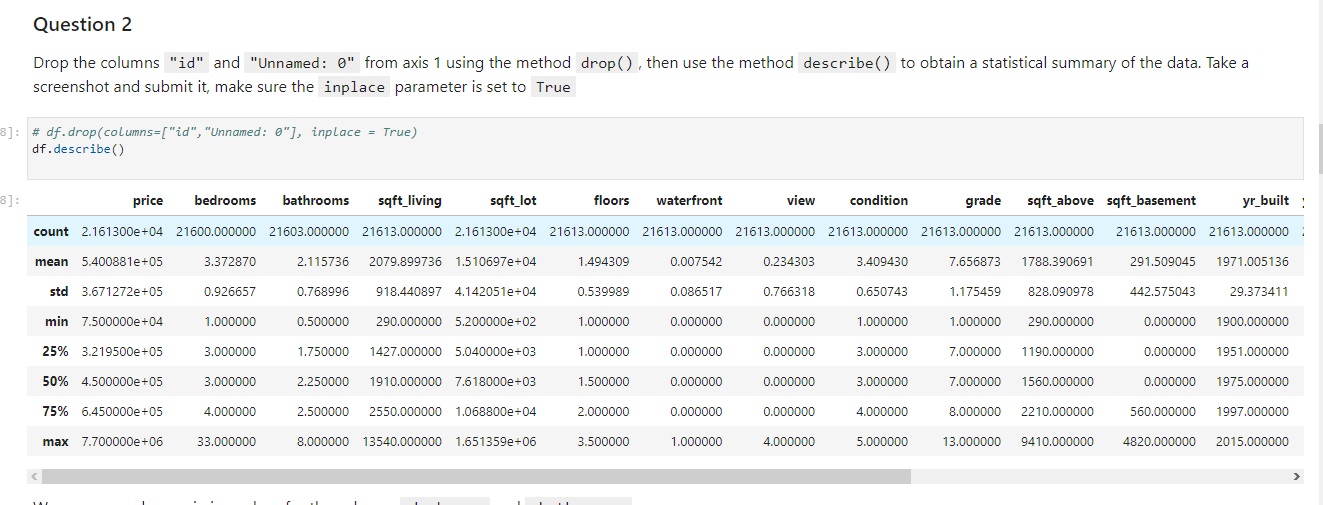 Question 2
Drop the columns "id" and "Unnamed: 0" from axis 1 using the method drop(), then use the method describe() to obtain a statistical summary of the data. Take a
screenshot and submit it, make sure the inplace parameter is set to True
8]: # df.drop(columns=["id","Unnamed: 0"], inplace = True)
df.describe()
8]: price bedrooms bathrooms sqft_living sqft_lot floors waterfront view condition grade sqft_above sqft_basement yr_built
count 2.161300e+04 21600.000000 21603.000000 21613.000000 2.161300e+04 21613.000000 21613.000000 21613.000000 21613.000000 21613.000000 21613.000000 21613.000000 21613.000000
mean 5.400881e+05 3.372870 2.115736 2079.899736 1.510697e+04 1.494309 0.007542 0.234303 3.409430 7.656873 1788.390691 291.509045 1971.005136
std 3.671272e+05 0.926657 0.768996 918.440897 4.142051e+04 0.539989 0.086517 0.766318 0.650743 1.175459 828.090978 442.575043 29.373411
min 7.500000e+04 1.000000 0.500000 290.000000 5.200000e+02 1.000000 0.000000 0.000000 1.000000 1.000000 290.000000 0.000000 1900.000000
25% 3.219500e+05 3.000000 1.750000 1427.000000 5.040000e+03 1.000000 0.000000 0.000000 3.000000 7.000000 1190.000000 0.000000 1951.000000
50% 4.500000e+05 3.000000 2.250000 1910.000000 7.618000e+03 1.500000 0.000000 0.000000 3.000000 7.000000 1560.000000 0.000000 1975.000000
75% 6.450000e+05 4.000000 2.500000 2550.000000 1.068800e+04 2.000000 0.000000 0.000000 4.000000 8.000000 2210.000000 560.000000 1997.000000
max 7.700000e+06 33.000000 8.000000 13540.000000 1.651359e+06 3.500000 1.000000 4.000000 5.000000 13.000000 9410.000000 4820.000000 2015.000000